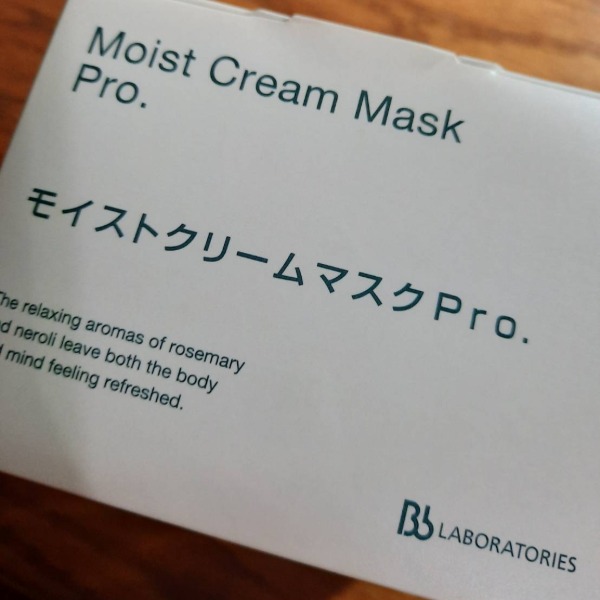 Moist Cream Mask
Pro.
モイストクリームマスクPro.
The relaxing aromas of rosemary
nd neroli leave both the body
d mind feeling refreshed.
Bb LABORATORIES